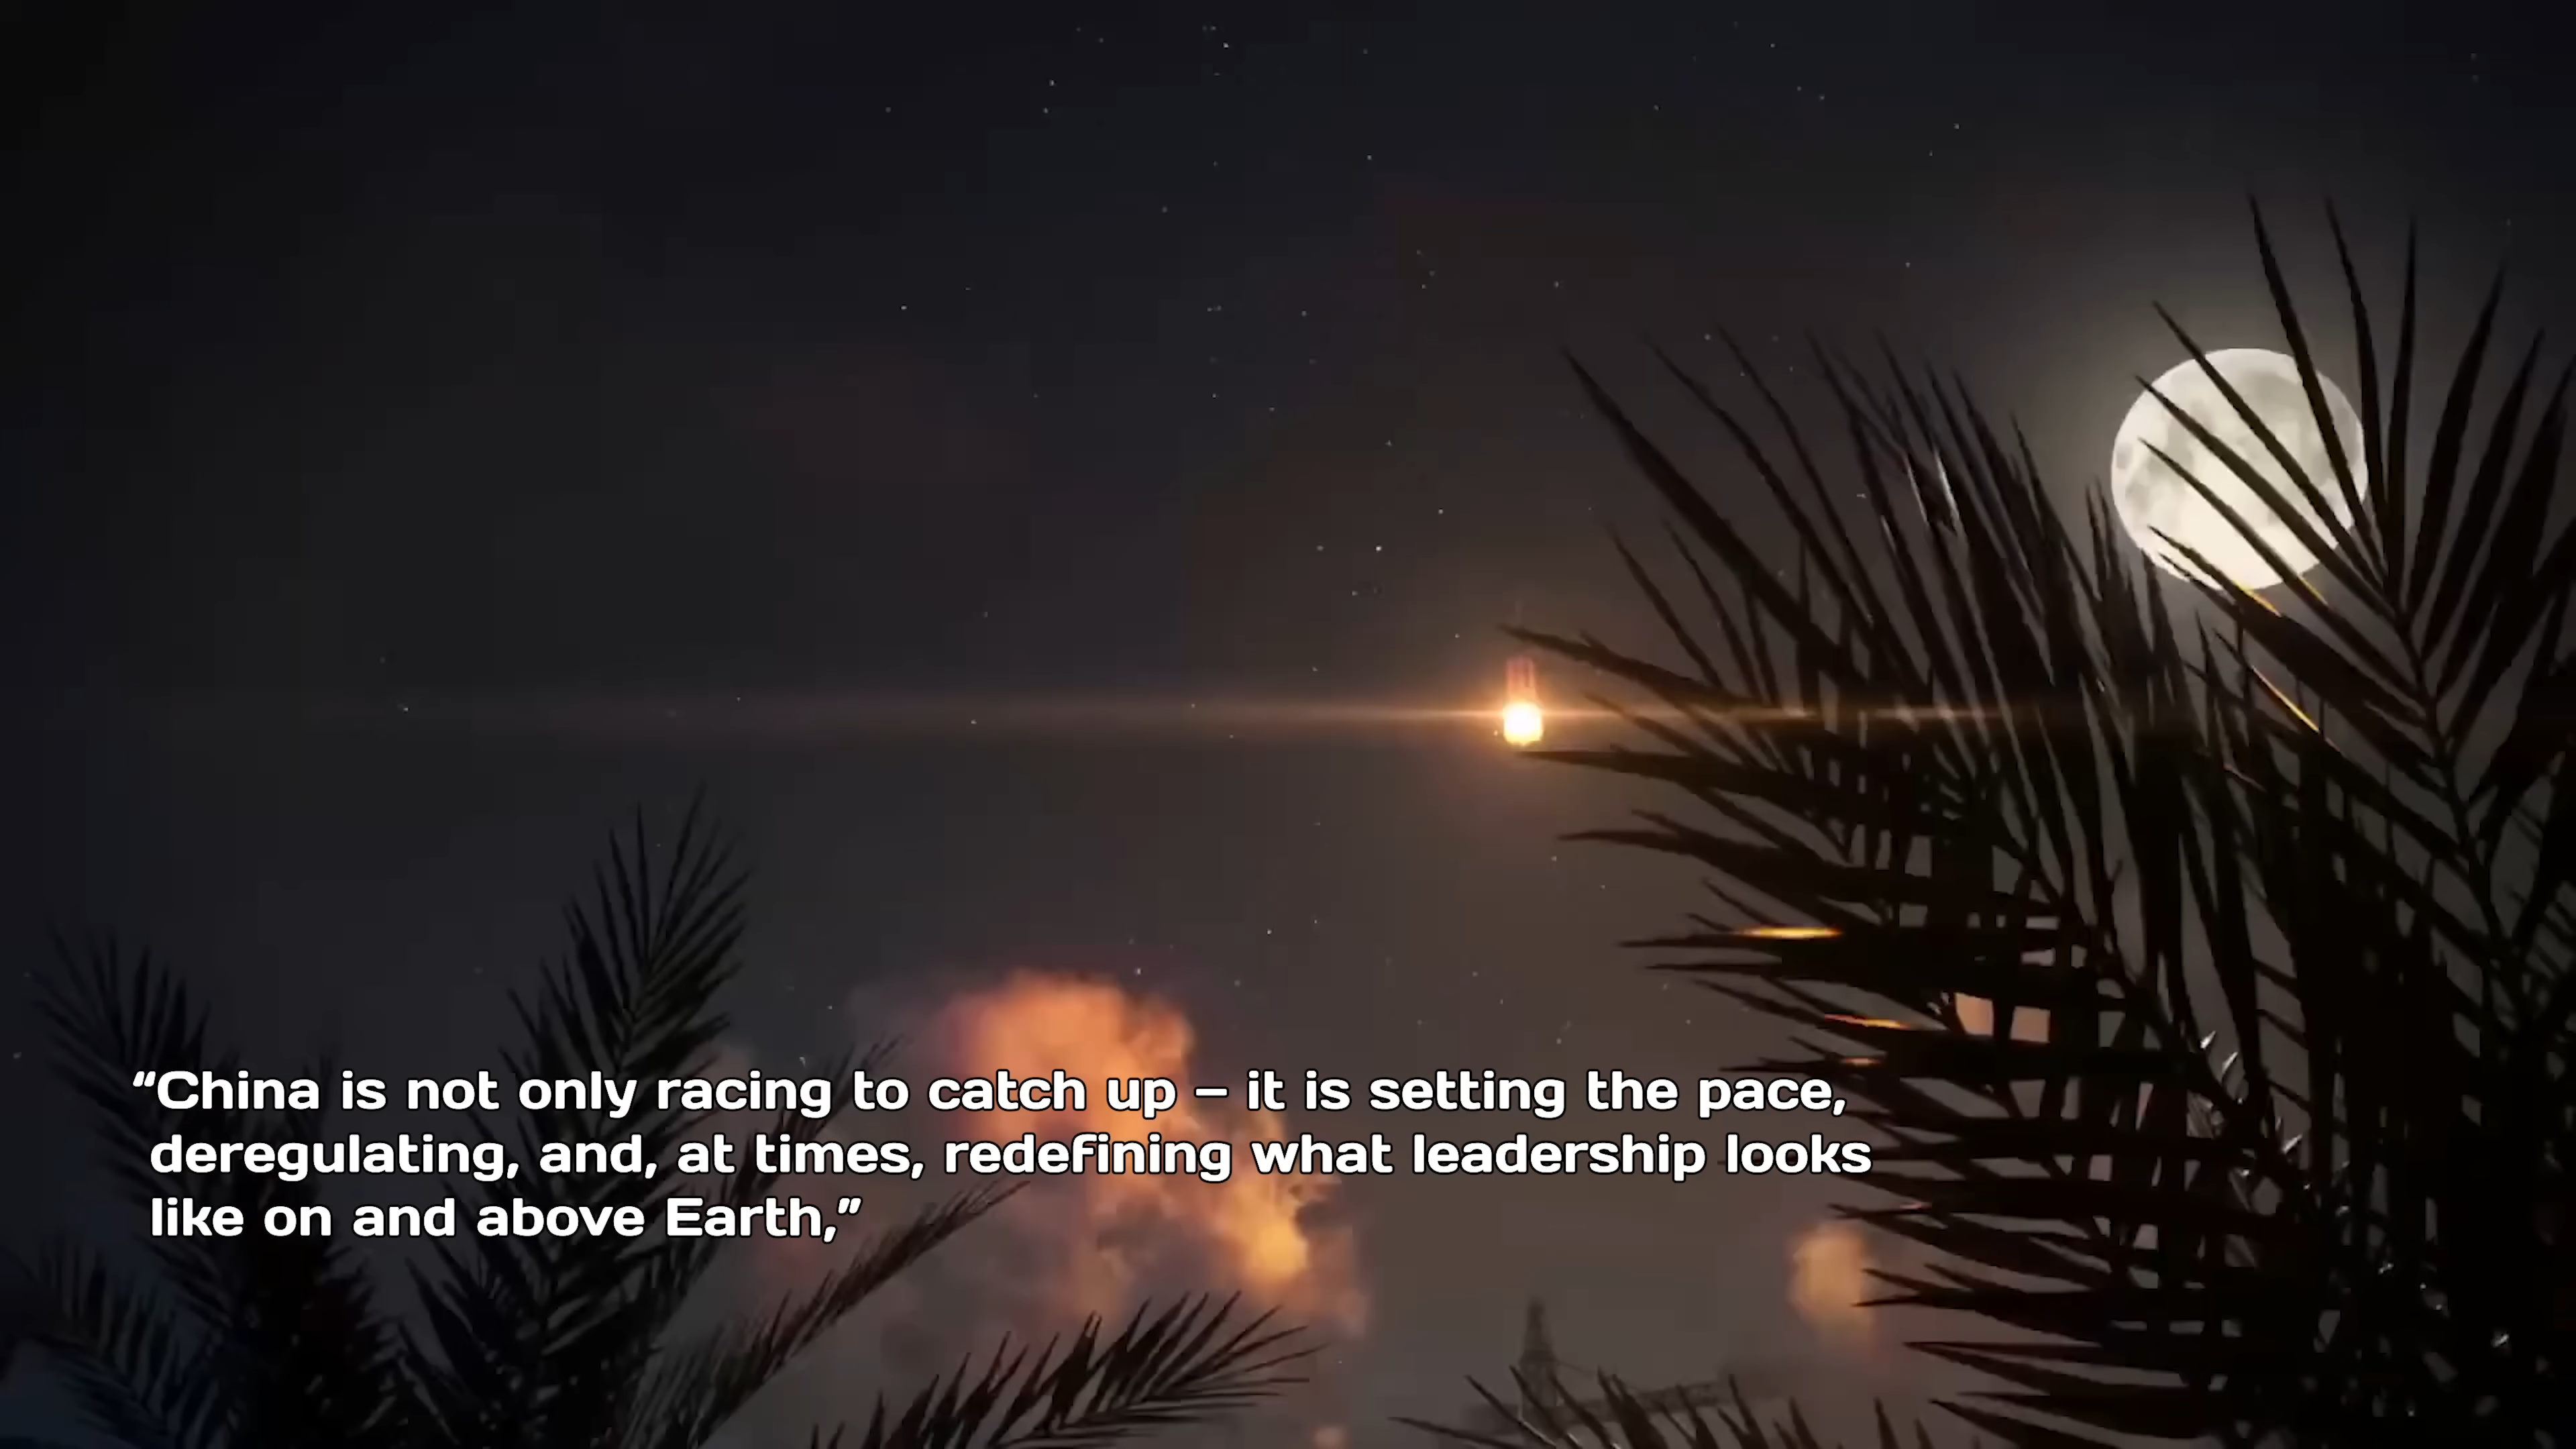 “China is not only racing to catch up – it is setting the pace,
deregulating, and, at times, redefining what leadership looks
like on and above Earth,”